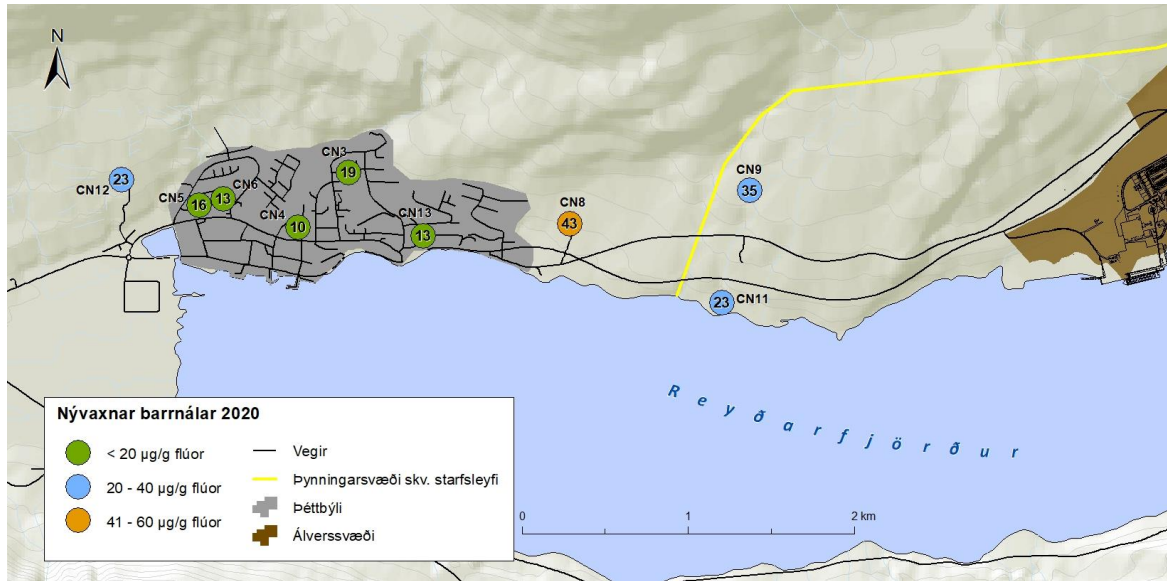 N
CN3
19
CN9
35
CN12
23
CN5
16
13
CN6
CN4
10
CN13
13
CN8
43
23
CN11
Reyðarfjörður
Nývaxnar barrnálar 2020
< 20 µg/g flúor
20 - 40 µg/g flúor
41 - 60 µg/g flúor
Vegir
Þynningarsvæði skv. starfsleyfi
Þéttbýli
Álverssvæði
0 1 2 km